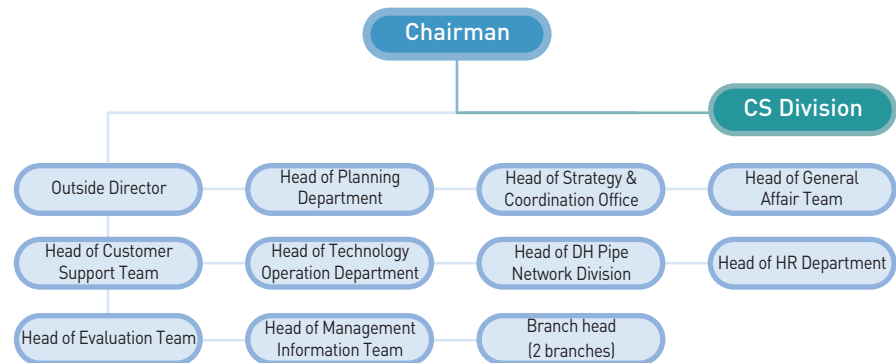 Chairman
CS Division
Outside Director
Head of Planning
Department
Head of Strategy &
Coordination Office
Head of General
Affair Team
Head of Customer
Support Team
Head of Technology
Operation Department
Head of DH Pipe
Network Division
Head of HR Department
Head of Evaluation Team
Head of Management
Information Team
Branch head
(2 branches)